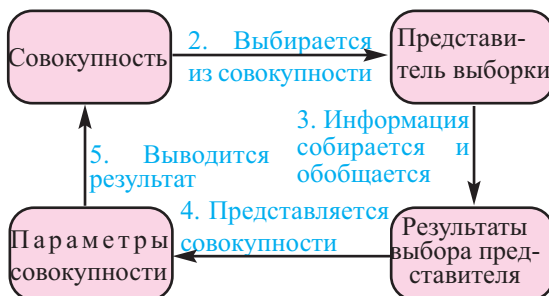 Совокупность
2. Выбирается
из совокупности
Представи-
тель выборки
3. Информация
собирается и
обобщается
Результаты
выбора пред-
ставителя
4. Представляется
совокупности
Параметры
совокупности
5. Выводится
результат